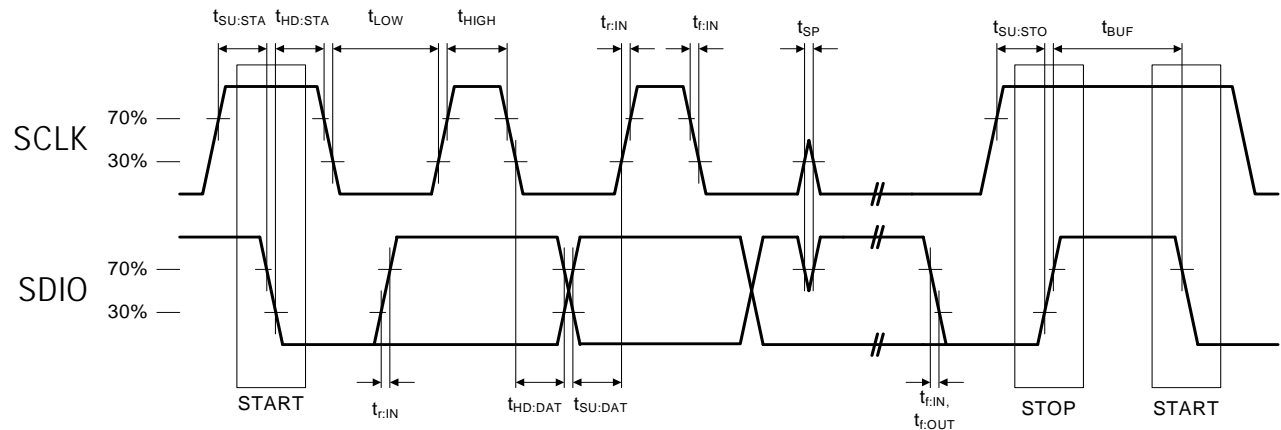 tSU:STA tHD:STA tLOW tHIGH tr:IN tf:IN tSP tSU:STO tBUF
SCLK
70%
30%
SDIO
70%
30%
START
tr:IN
tHD:DAT tSU:DAT
tf:IN,
tf:OUT
STOP
START